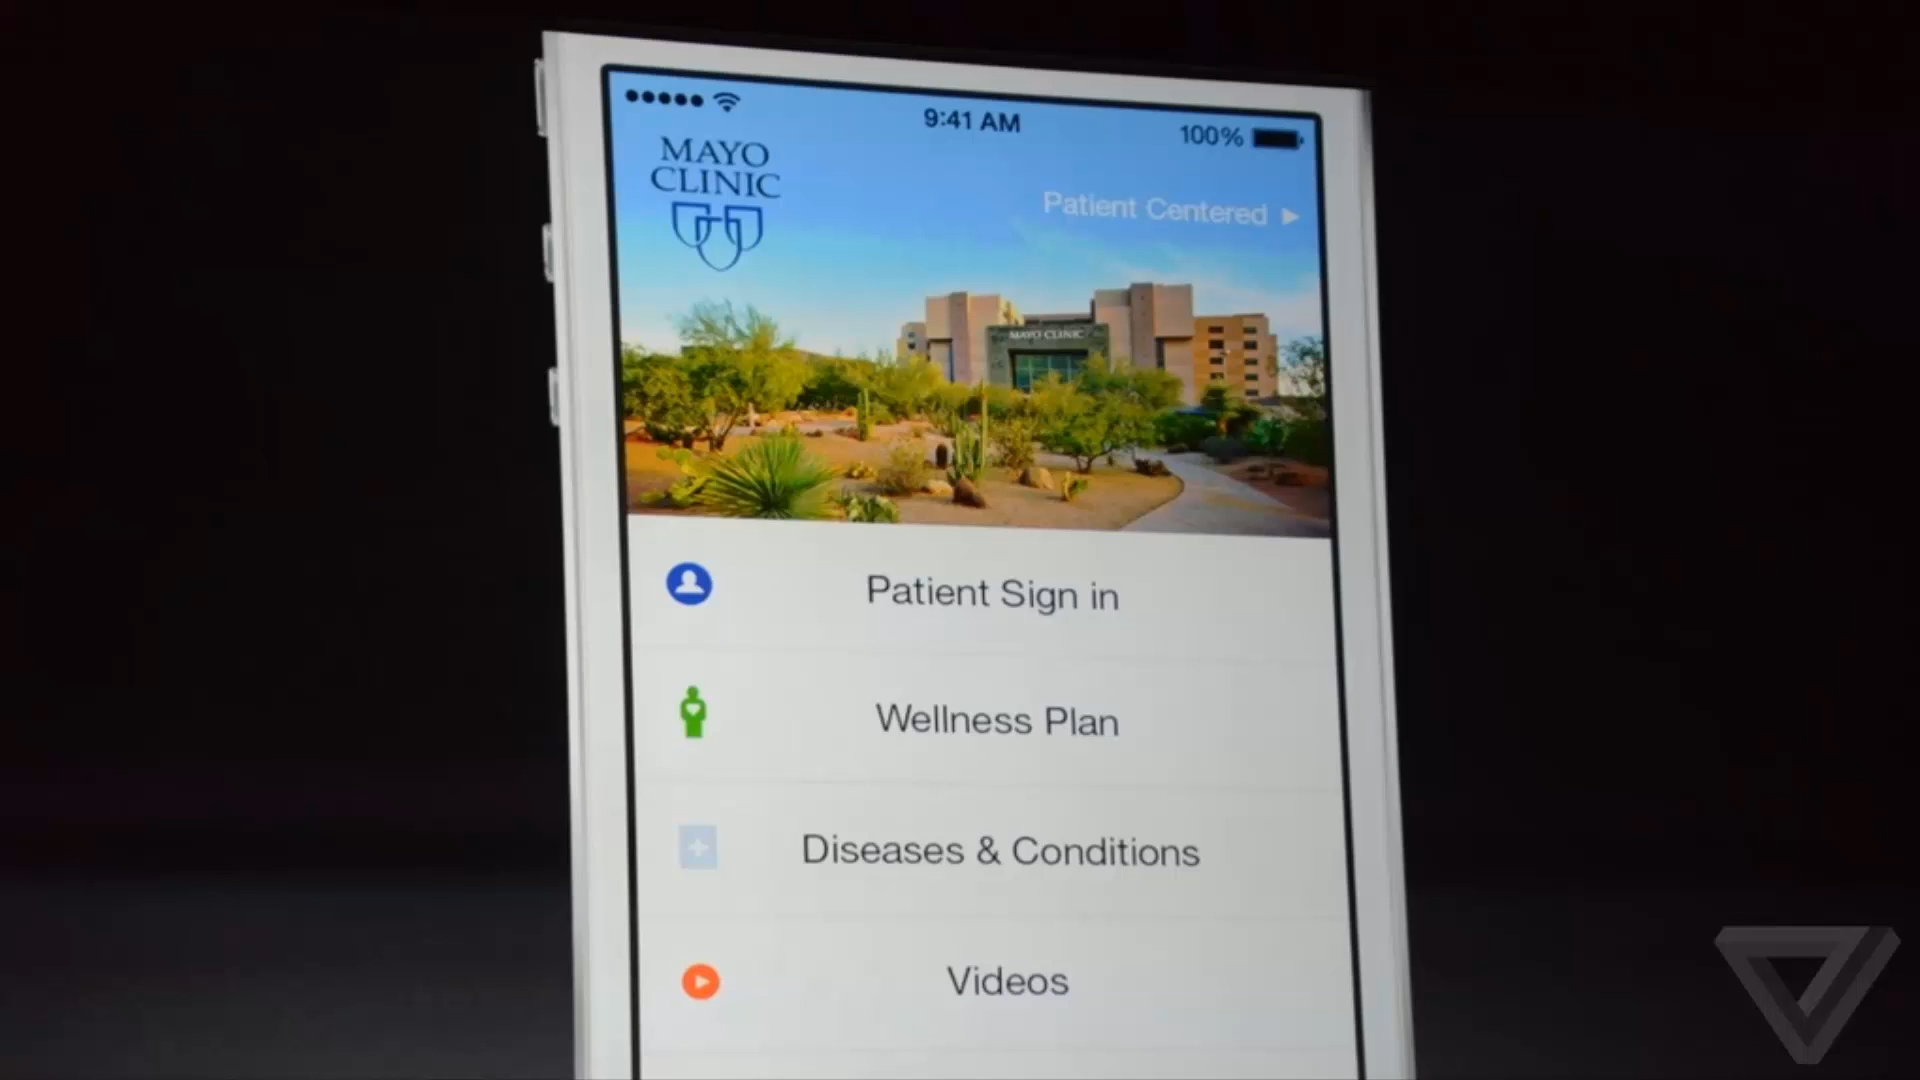 9:41 AM
100%
MAYO
CLINIC
Patient Centered
MAYO CLINIC
Patient Sign in
Wellness Plan
Diseases & Conditions
Videos